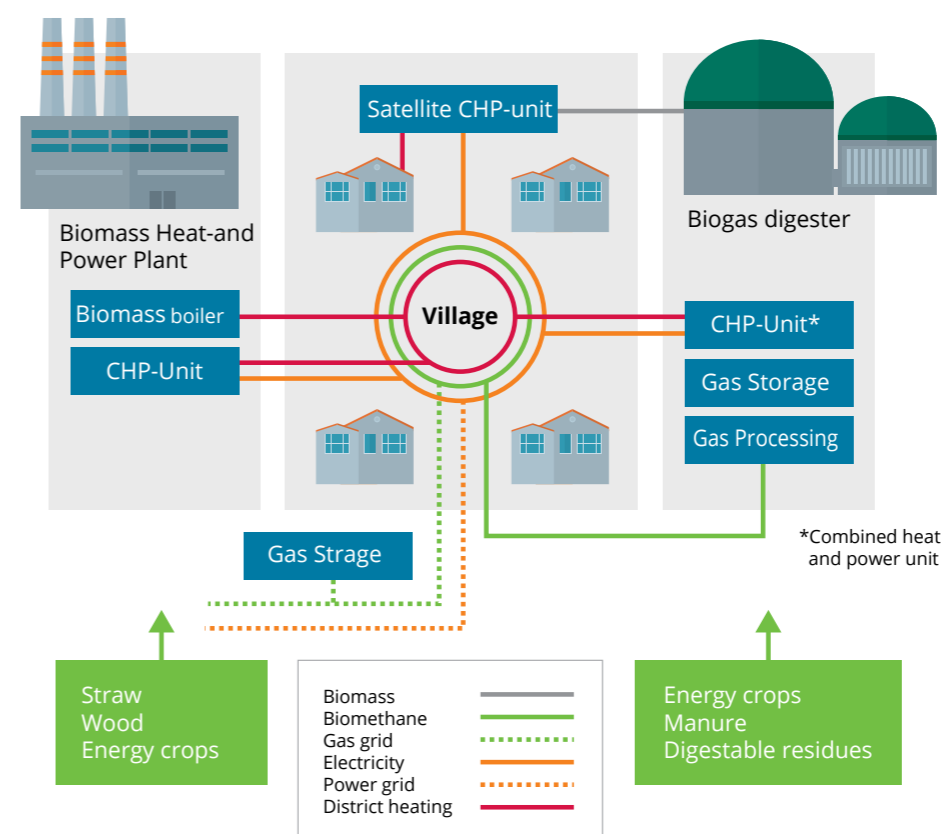 Satellite CHP-unit
Biomass Heat-and
Power Plant
Biogas digester
Biomass boiler
Village
CHP-Unit*
CHP-Unit
Gas Storage
Gas Processing
Gas Strage
*Combined heat
and power unit
Straw
Wood
Energy crops
Biomass
Biomethane
Gas grid
Electricity
Power grid
District heating
Energy crops
Manure
Digestable residues